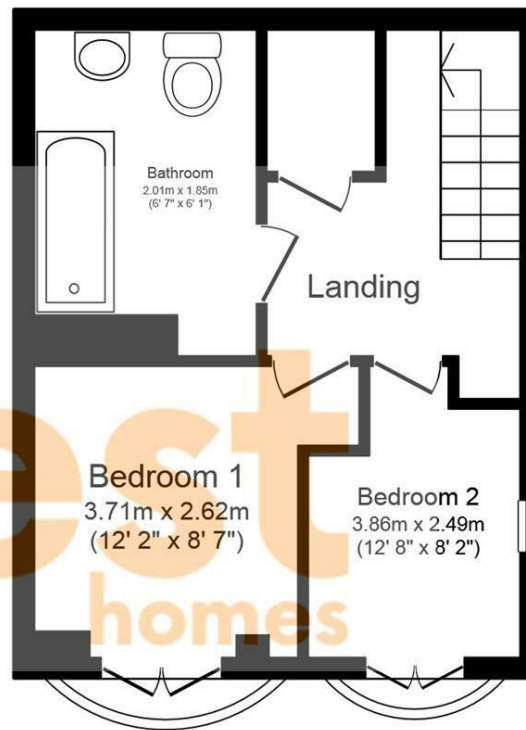 Bathroom
2.01m x 1.85m
(6' 7" x 6' 1")
Landing
Bedroom 1
3.71m x 2.62m
(12' 2" x 8' 7")
Bedroom 2
3.86m x 2.49m
(12' 8" x 8' 2")
est
homes